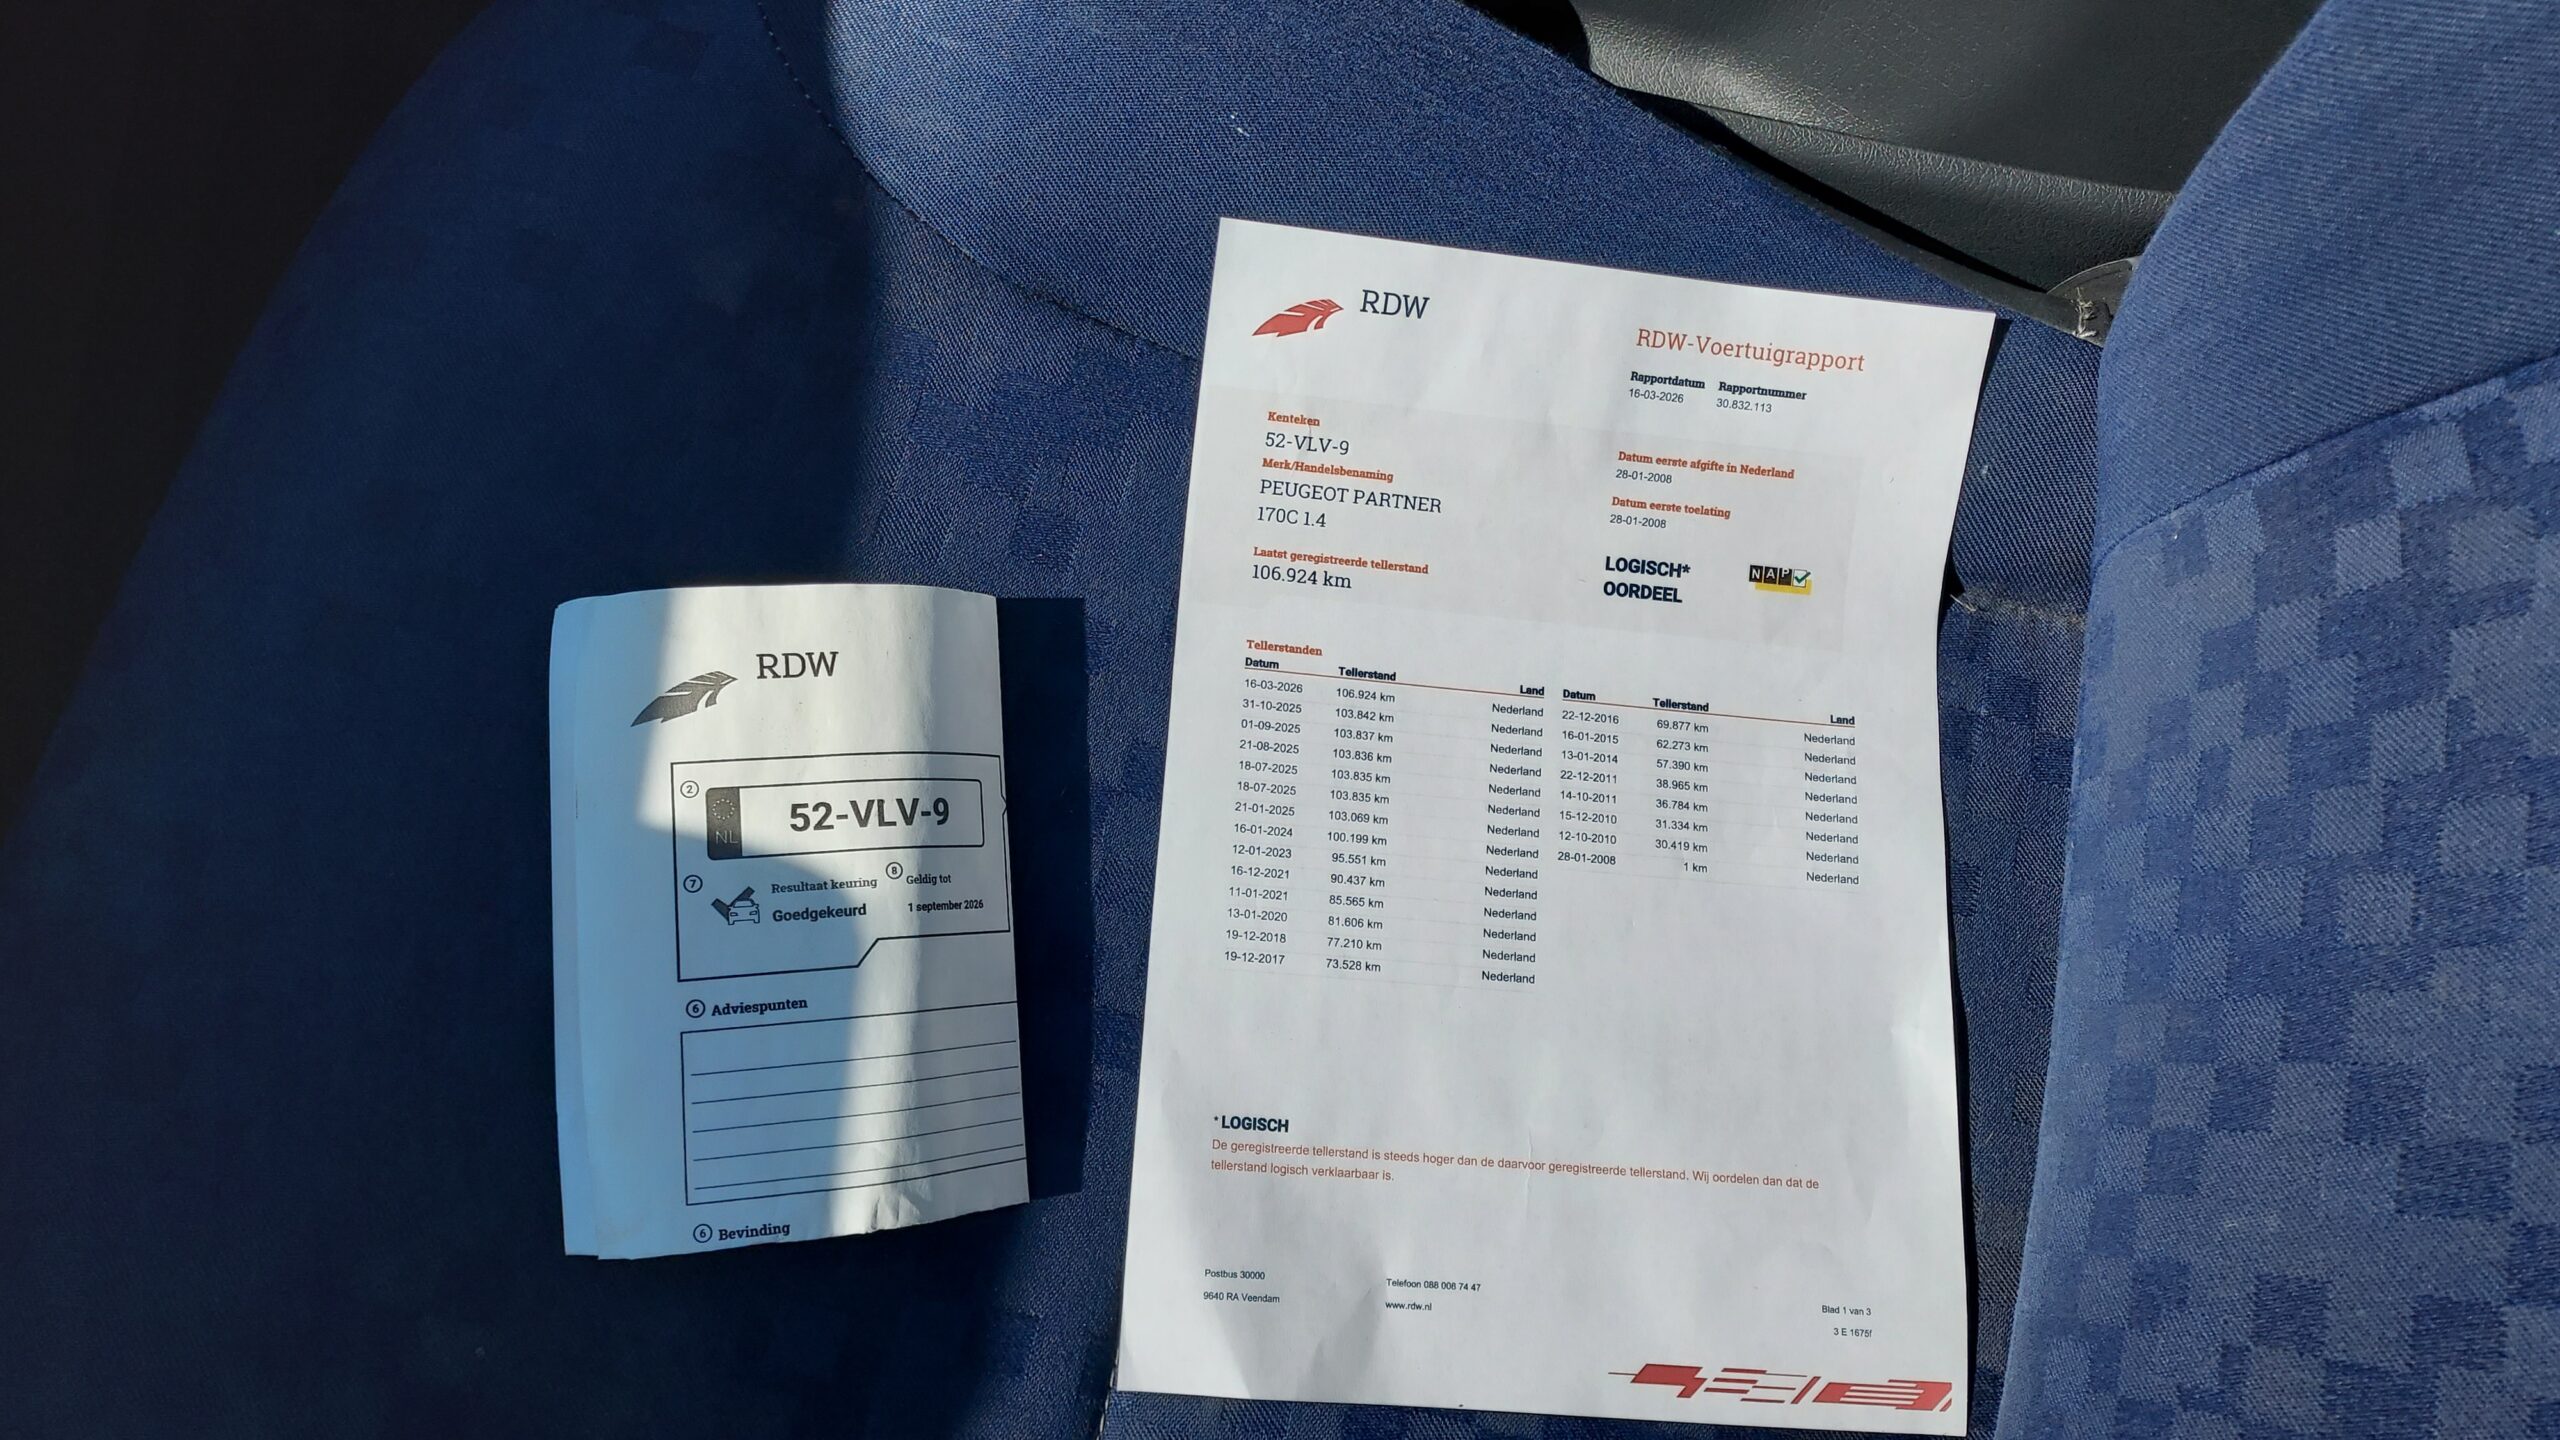 RDW
2
NL
52-VLV-9
7 Resultaat keuring
Goedgekeurd
8 Geldig tot
1 september 2026
6 Adviespunten
6 Bevinding
RDW
RDW-Voertuigrapport
Rapportdatum Rapportnummer
16-03-2026 30.832.113
Kenteken
52-VLV-9
Merk/Handelsbenaming
PEUGEOT PARTNER
170C 1.4
Laatst geregistreerde tellerstand
106.924 km
Datum eerste afgifte in Nederland
28-01-2008
Datum eerste toelating
28-01-2008
LOGISCH*
OORDEEL
NAP
Tellerstanden
Datum Tellerstand Land
16-03-2026 106.924 km Nederland
31-10-2025 103.842 km Nederland
01-09-2025 103.837 km Nederland
21-08-2025 103.836 km Nederland
18-07-2025 103.835 km Nederland
18-07-2025 103.835 km Nederland
21-01-2025 103.069 km Nederland
16-01-2024 100.199 km Nederland
12-01-2023 95.551 km Nederland
16-12-2021 90.437 km Nederland
11-01-2021 85.565 km Nederland
13-01-2020 81.606 km Nederland
19-12-2018 77.210 km Nederland
19-12-2017 73.528 km Nederland
Datum Tellerstand Land
22-12-2016 69.877 km Nederland
16-01-2015 62.273 km Nederland
13-01-2014 57.390 km Nederland
22-12-2011 38.965 km Nederland
14-10-2011 36.784 km Nederland
15-12-2010 31.334 km Nederland
12-10-2010 30.419 km Nederland
28-01-2008 1 km Nederland
*LOGISCH
De geregistreerde tellerstand is steeds hoger dan de daarvoor geregistreerde tellerstand. Wij oordelen dan dat de
tellerstand logisch verklaarbaar is.
Postbus 30000
9640 RA Veendam
Telefoon 088 008 74 47
www.rdw.nl
Blad 1 van 3
3 E 1675f